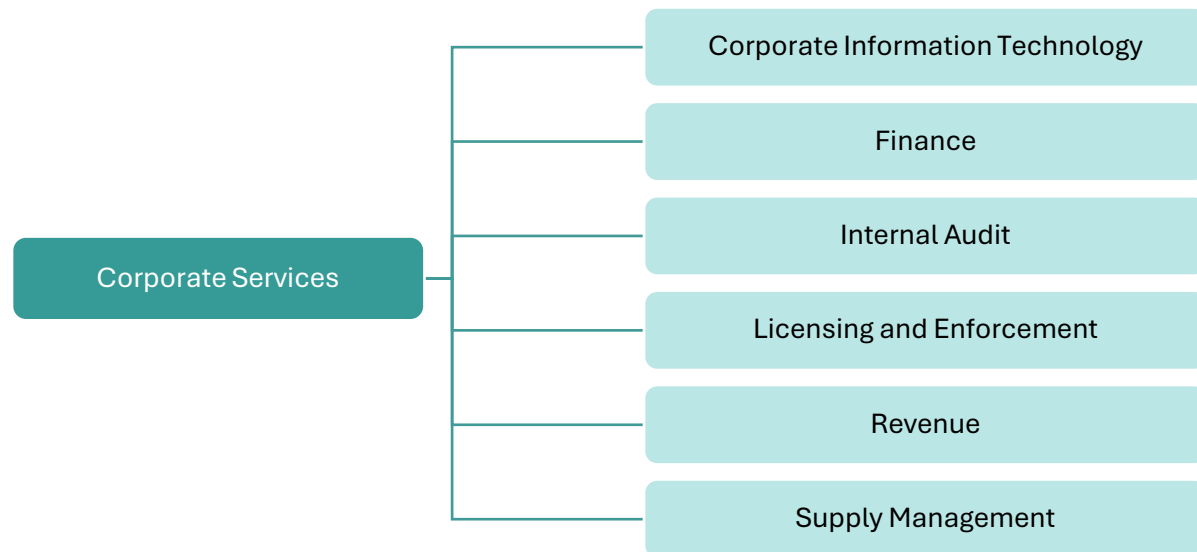 Corporate Information Technology
Finance
Internal Audit
Corporate Services
Licensing and Enforcement
Revenue
Supply Management